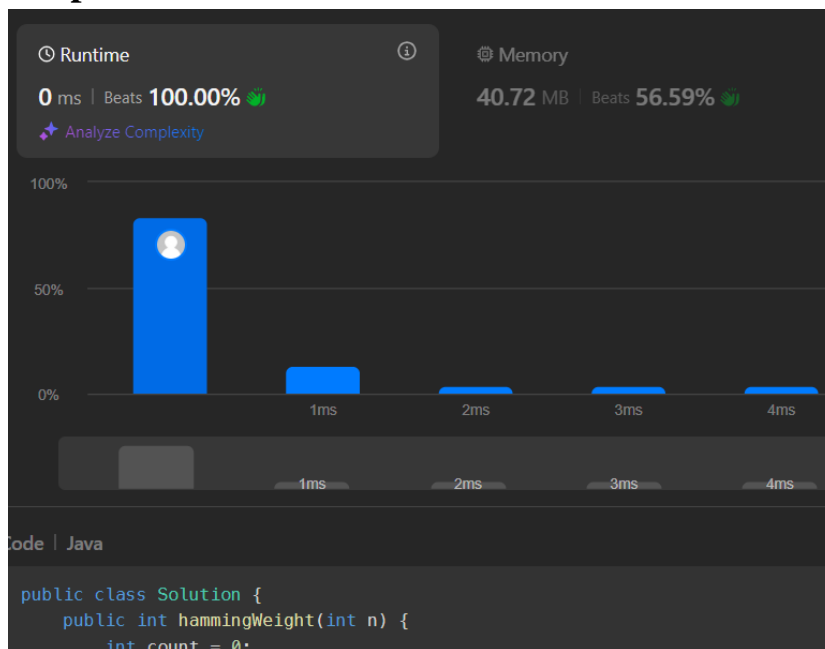 Runtime
Memory
0 ms | Beats 100.00%
40.72 MB | Beats 56.59%
Analyze Complexity
100%
50%
0%
1ms 2ms 3ms 4ms
1ms 2ms 3ms 4ms
Code | Java
public class Solution {
public int hammingWeight(int n) {
int count = 0;